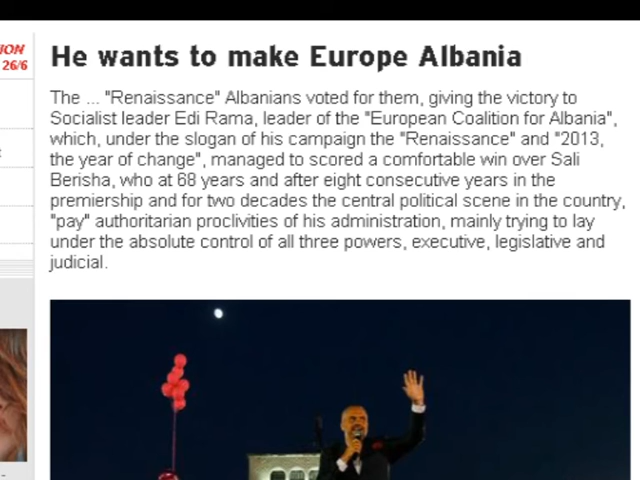 ION
26/6
He wants to make Europe Albania
The ... "Renaissance" Albanians voted for them, giving the victory to
Socialist leader Edi Rama, leader of the "European Coalition for Albania",
which, under the slogan of his campaign the "Renaissance" and "2013,
the year of change", managed to scored a comfortable win over Sali
Berisha, who at 68 years and after eight consecutive years in the
premiership and for two decades the central political scene in the country,
"pay" authoritarian proclivities of his administration, mainly trying to lay
under the absolute control of all three powers, executive, legislative and
judicial.